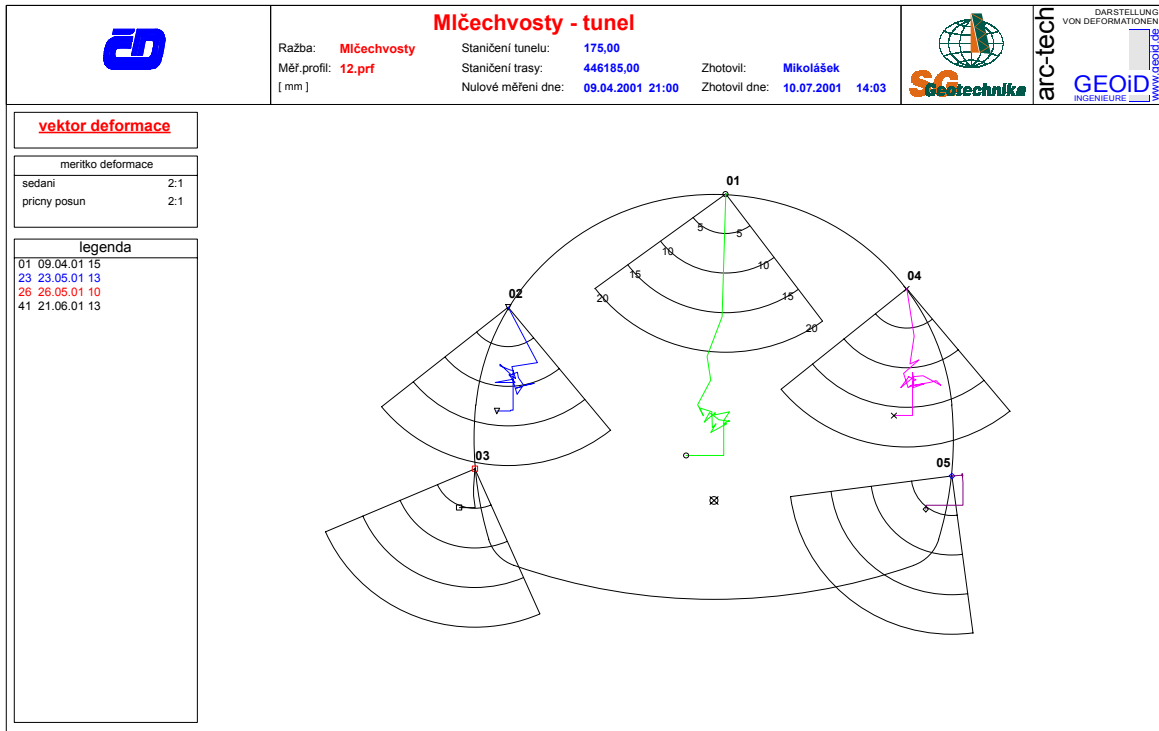 ČD
Mlčechvosty - tunel
Ražba: Mlčechvosty Staničení tunelu: 175,00
Měř.profil: 12.prf Staničení trasy: 446185,00 Zhotovil: Mikolášek
[ mm ] Nulové měřeni dne: 09.04.2001 21:00 Zhotovil dne: 10.07.2001 14:03
SG
Geotechnika
arc-tech
DARSTELLUNG
VON DEFORMATIONEN
GEOiD
INGENIEURE
www.geoid.de
vektor deformace
meritko deformace
sedani 2:1
pricny posun 2:1
legenda
01 09.04.01 15
23 23.05.01 13
26 26.05.01 10
41 21.06.01 13
01
5 5
10 10
15 15
20 20
02
04
03
05